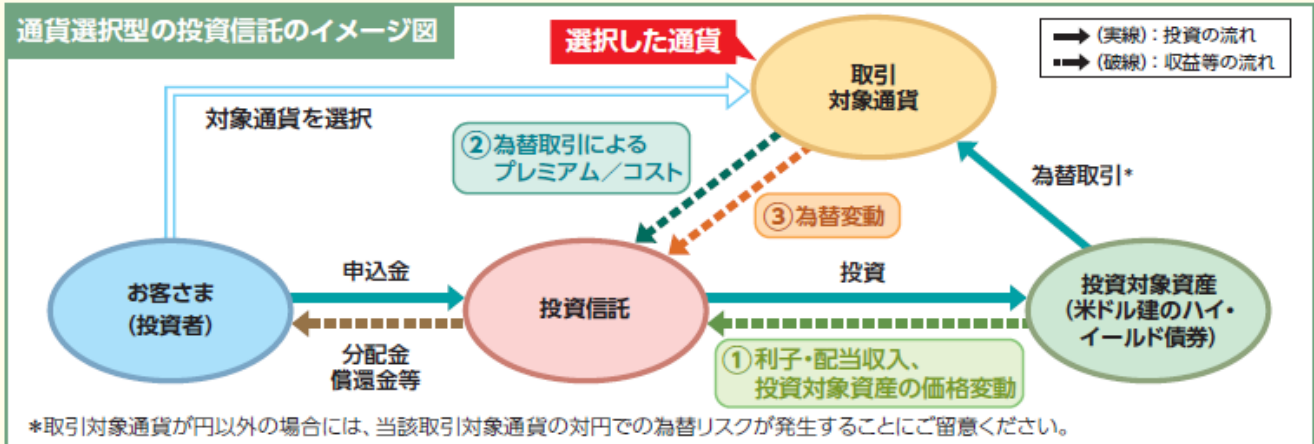 通貨選択型の投資信託のイメージ図
選択した通貨
(実線)：投資の流れ
(破線)：収益等の流れ
取引
対象通貨
対象通貨を選択
②為替取引による
プレミアム／コスト
為替取引*
③為替変動
お客さま
(投資者)
申込金
投資信託
投資
投資対象資産
(米ドル建のハイ・
イールド債券)
分配金
償還金等
①利子・配当収入、
投資対象資産の価格変動
*取引対象通貨が円以外の場合には、当該取引対象通貨の対円での為替リスクが発生することにご留意ください。